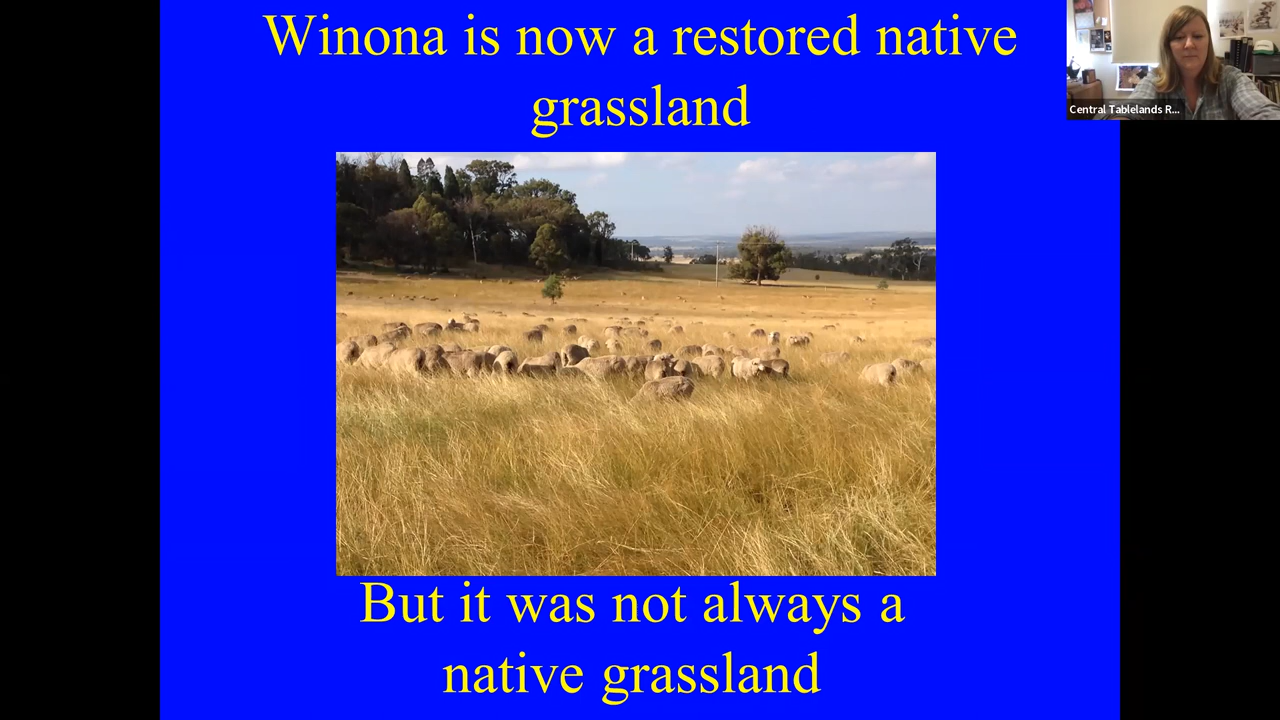 Winona is now a restored native
grassland
Central Tablelands R...
But it was not always a
native grassland